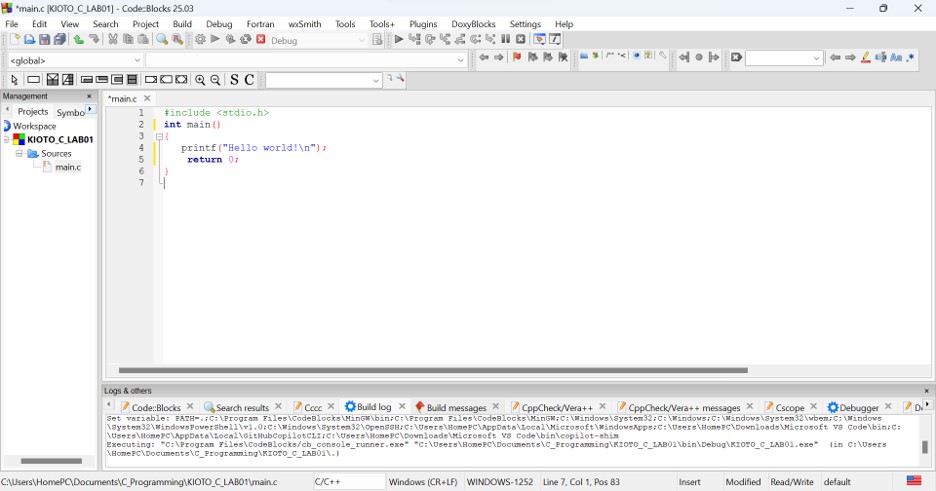 *main.c [KIOTO_C_LAB01] - Code::Blocks 25.03
File Edit View Search Project Build Debug Fortran wxSmith Tools Tools+ Plugins DoxyBlocks Settings Help
Debug
<global>
S C
Management
Projects Symbo
Workspace
KIOTO_C_LAB01
Sources
main.c
*main.c
1 #include <stdio.h>
2 int main()
3 {
4 printf("Hello world!\n");
5 return 0;
6 }
7
Logs & others
Code::Blocks Search results Cccc Build log Build messages CppCheck/Vera++ CppCheck/Vera++ messages Cscope Debugger
Set variable: PATH=.;C:\Program Files\CodeBlocks\MinGW\bin;C:\Program Files\CodeBlocks\MinGW;C:\Windows\System32;C:\Windows;C:\Windows\System32\wbem;C:\Windows
\System32\WindowsPowerShell\v1.0;C:\Windows\System32\OpenSSH;C:\Users\HomePC\AppData\Local\Microsoft\WindowsApps;C:\Users\HomePC\Downloads\Microsoft VS Code\bin;C:
\Users\HomePC\AppData\Local\GitHubCopilotCLI;C:\Users\HomePC\Downloads\Microsoft VS Code\bin\copilot-shim
Executing: "C:\Program Files\CodeBlocks/cb_console_runner.exe" "C:\Users\HomePC\Documents\C_Programming\KIOTO_C_LAB01\bin\Debug\KIOTO_C_LAB01.exe" (in C:\Users
\HomePC\Documents\C_Programming\KIOTO_C_LAB01\.)
C:\Users\HomePC\Documents\C_Programming\KIOTO_C_LAB01\main.c C/C++ Windows (CR+LF) WINDOWS-1252 Line 7, Col 1, Pos 83 Insert Modified Read/Write default